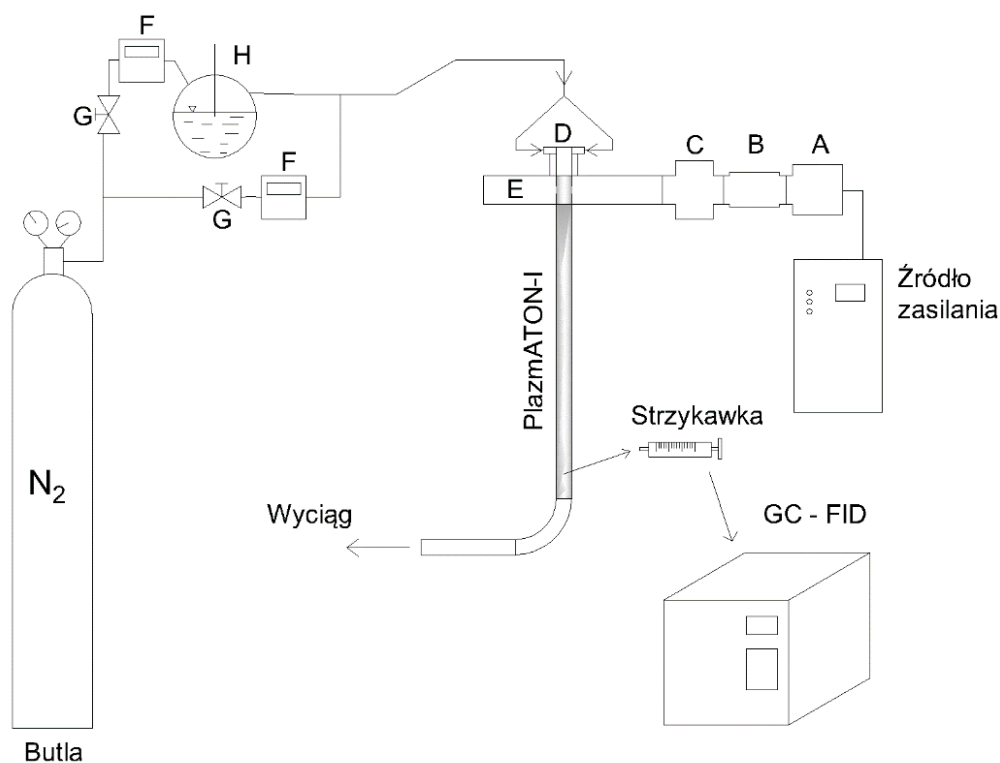 F
H
G
F
D
C
B
A
E
G
PlazmATON-I
Źródło
zasilania
Strzykawka
N₂
Wyciąg
GC - FID
Butla